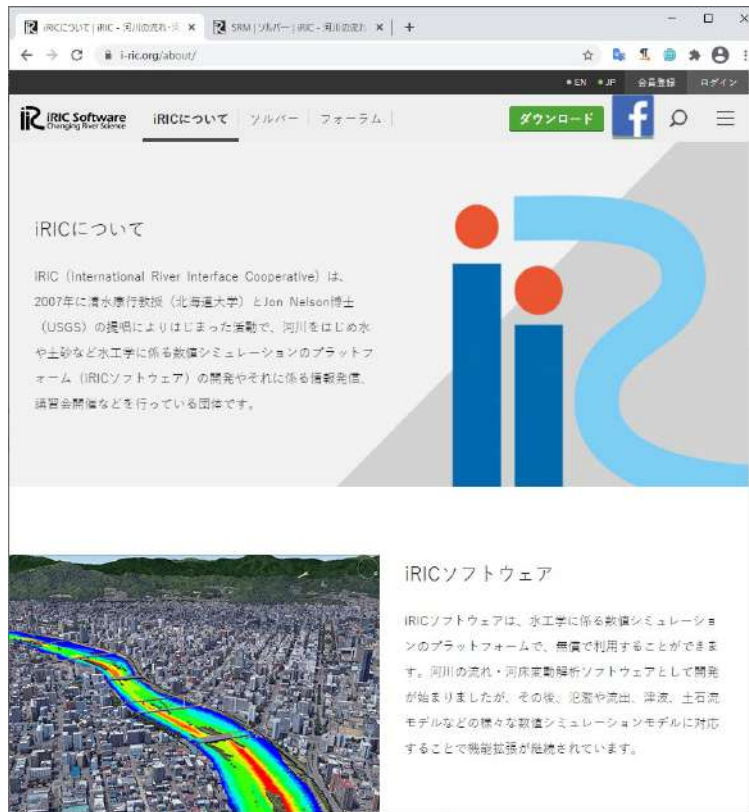 iRICについて | iRIC - 河川の流れ・
SRM | ソルバー | iRIC - 河川の流れ
i-ric.org/about/
EN JP 会員登録 ログイン
iRIC Software
Changing River Science
iRICについて ソルバー フォーラム
ダウンロード
iRICについて
iRIC（International River Interface Cooperative）は、
2007年に清水康行教授（北海道大学）とJon Nelson博士
（USGS）の提唱によりはじまった活動で、河川をはじめ水
や土砂など水工学に係る数値シミュレーションのプラットフ
ォーム（iRICソフトウェア）の開発やそれに係る情報発信、
講習会開催などを行っている団体です。
iRICソフトウェア
iRICソフトウェアは、水工学に係る数値シミュレーショ
ンのプラットフォームで、無償で利用することができま
す。河川の流れ・河床変動解析ソフトウェアとして開発
が始まりましたが、その後、氾濫や流出、津波、土石流
モデルなどの様々な数値シミュレーションモデルに対応
することで機能拡張が継続されています。